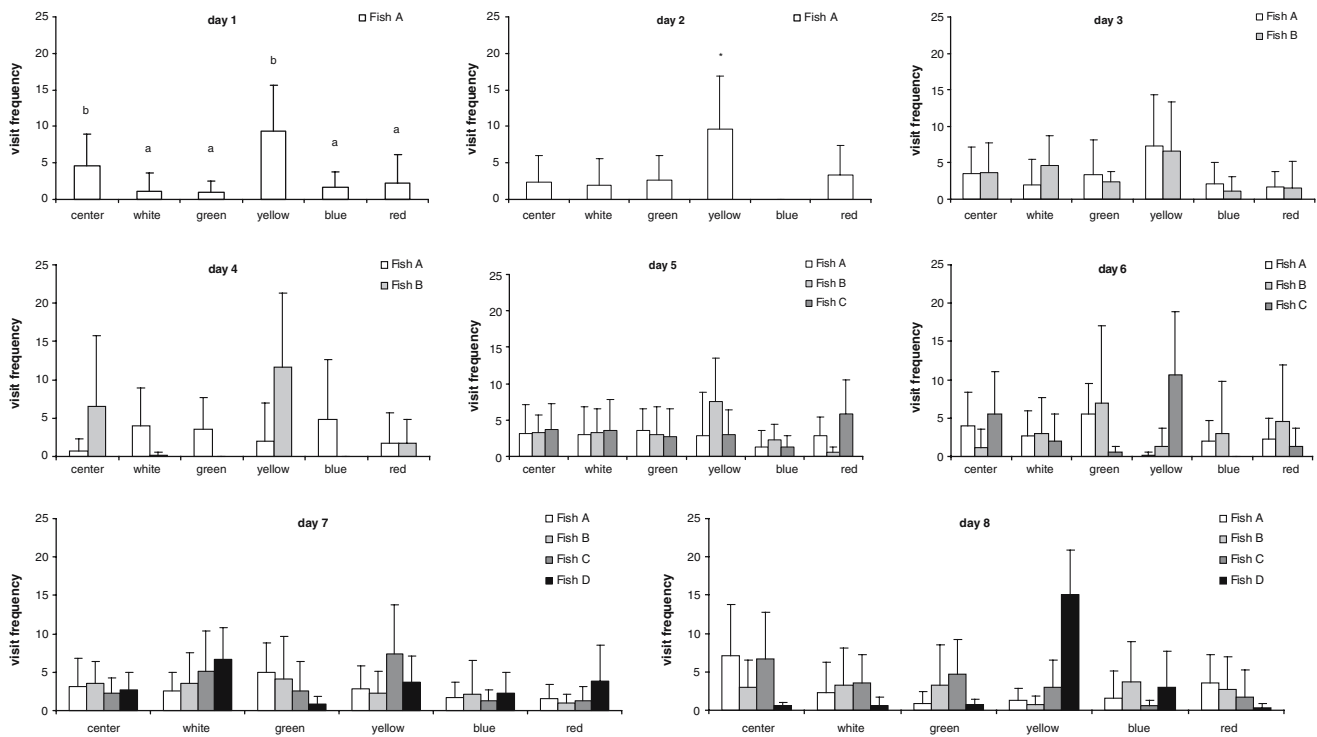 day 1
Fish A
visit frequency
25
20
15
10
5
0
b
a
a
b
a
a
center white green yellow blue red
day 2
Fish A
visit frequency
25
20
15
10
5
0
*
center white green yellow blue red
day 3
Fish A
Fish B
visit frequency
25
20
15
10
5
0
center white green yellow blue red
day 4
Fish A
Fish B
visit frequency
25
20
15
10
5
0
center white green yellow blue red
day 5
Fish A
Fish B
Fish C
visit frequency
25
20
15
10
5
0
center white green yellow blue red
day 6
Fish A
Fish B
Fish C
visit frequency
25
20
15
10
5
0
center white green yellow blue red
day 7
Fish A
Fish B
Fish C
Fish D
visit frequency
25
20
15
10
5
0
center white green yellow blue red
day 8
Fish A
Fish B
Fish C
Fish D
visit frequency
25
20
15
10
5
0
center white green yellow blue red